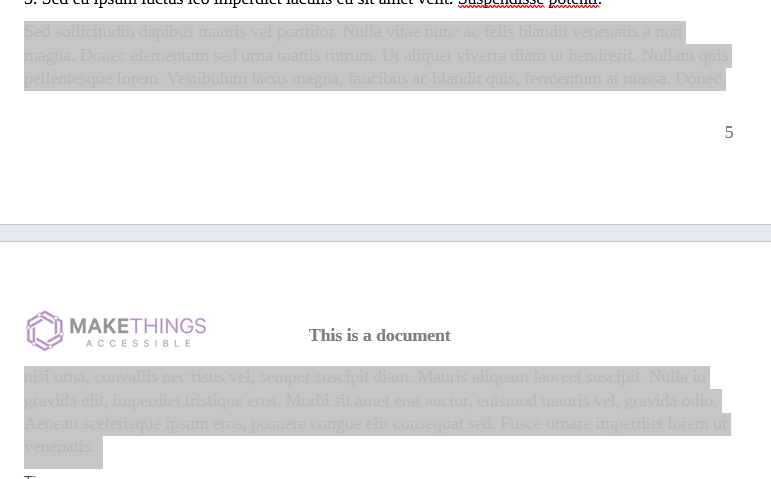 5. Sed eu ipsum luctus leo imperdiet iaculis eu sit amet velit. Suspendisse potenti.
Sed sollicitudin dapibus mauris vel porttitor. Nulla vitae nunc ac felis blandit venenatis a non
magna. Donec elementum sed urna mattis rutrum. Ut aliquet viverra diam ut hendrerit. Nullam quis
pellentesque lorem. Vestibulum lacus magna, faucibus ac blandit quis, fermentum at massa. Donec
5
MAKETHINGS
ACCESSIBLE
This is a document
nisi urna, convallis nec risus vel, semper suscipit diam. Mauris aliquam laoreet suscipit. Nulla in
gravida elit, imperdiet tristique eros. Morbi sit amet erat auctor, euismod mauris vel, gravida odio.
Aenean scelerisque ipsum eros, posuere congue elit consequat sed. Fusce ornare imperdiet lorem ut
venenatis.